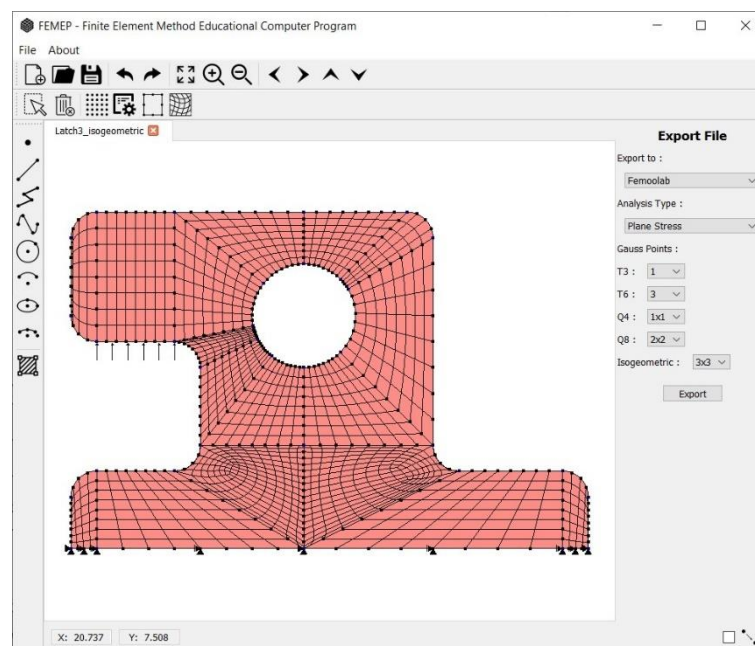 FEMEP - Finite Element Method Educational Computer Program
File About
Latch3_isogeometric
Export File
Export to :
Femoolab
Analysis Type :
Plane Stress
Gauss Points :
T3 : 1
T6 : 3
Q4 : 1x1
Q8 : 2x2
Isogeometric : 3x3
Export
X: 20.737 Y: 7.508